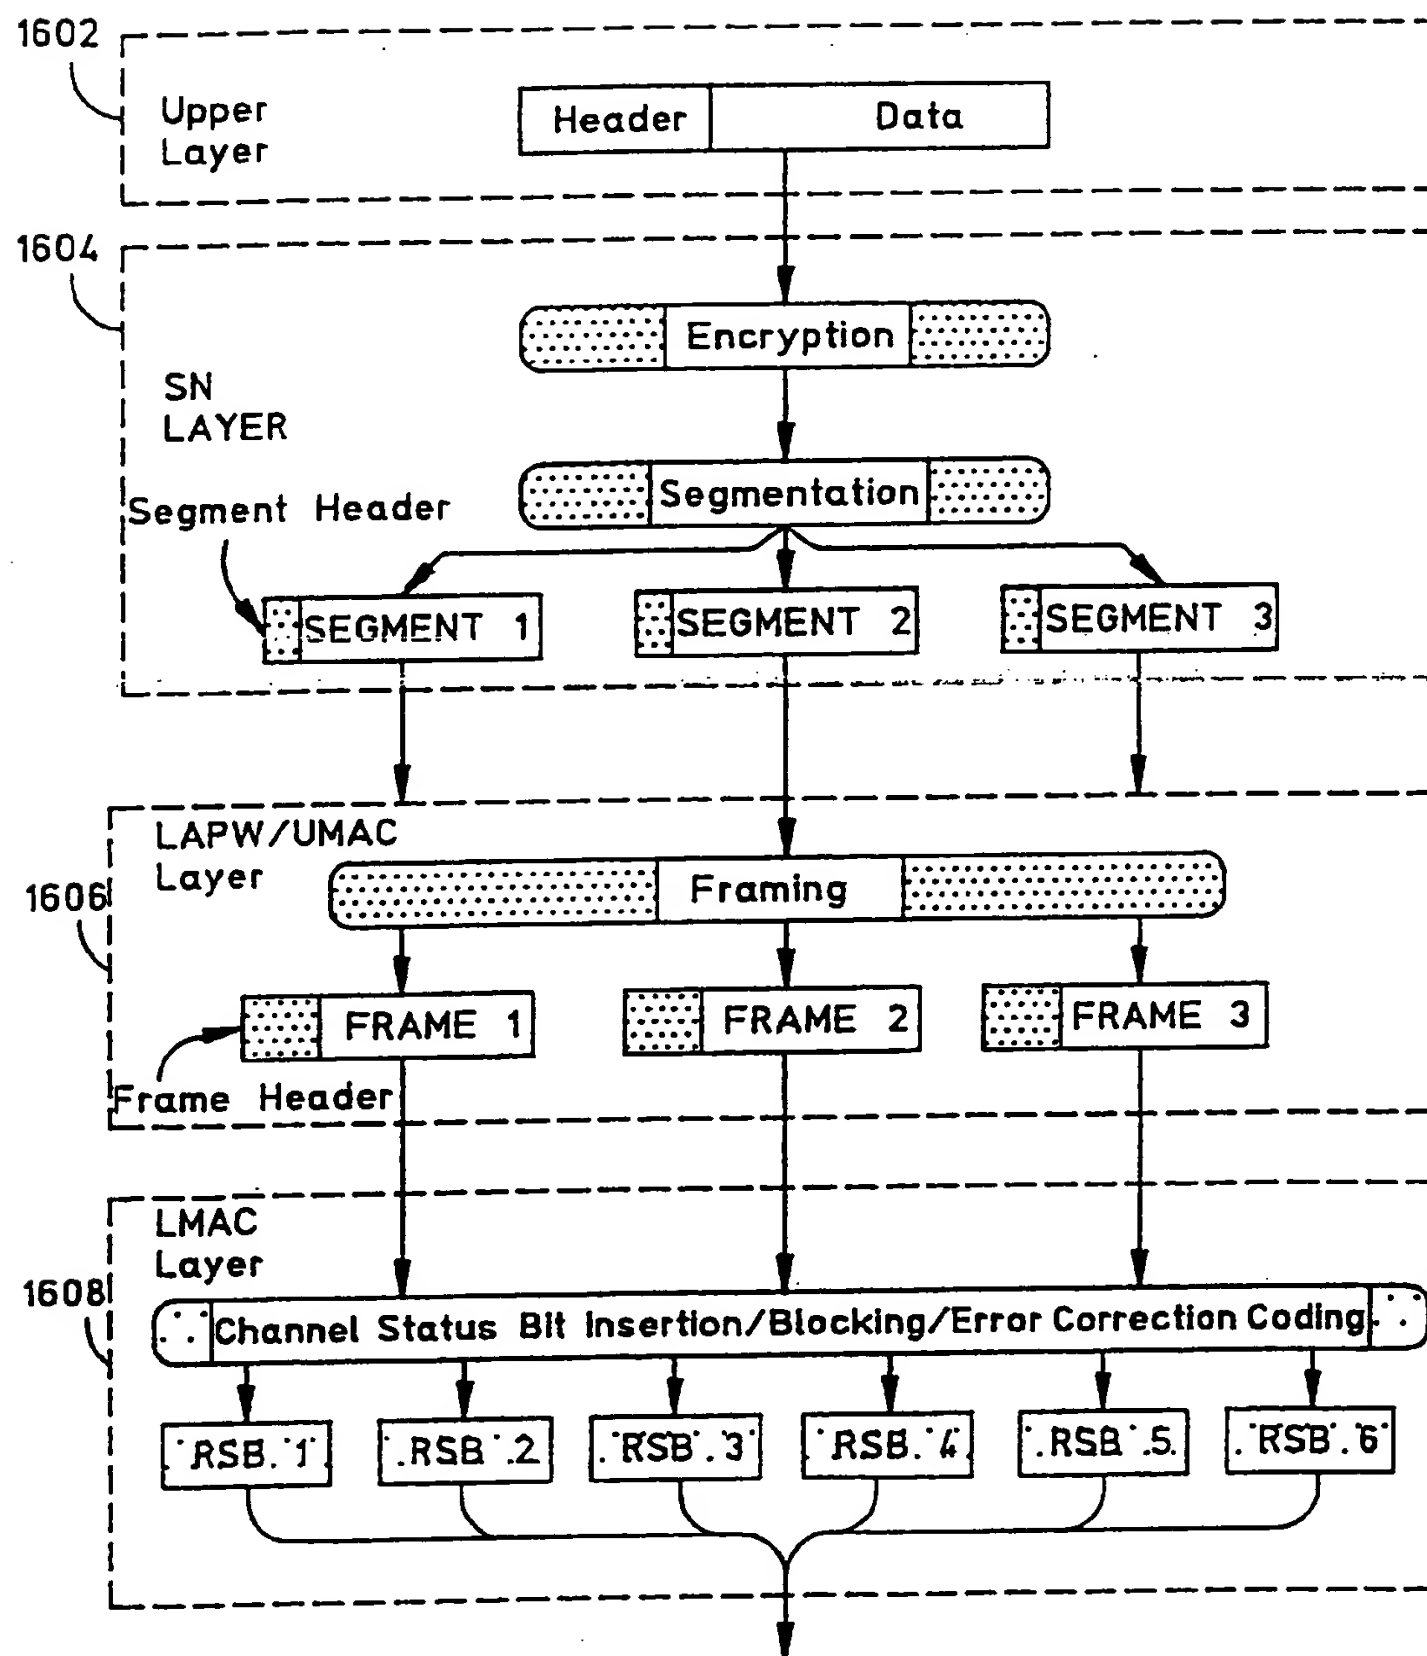 1602
Upper
Layer
Header
Data
1604
Encryption
SN
LAYER
Segmentation
Segment Header
SEGMENT 1
SEGMENT 2
SEGMENT 3
LAPW/UMAC
Layer
1606
Framing
FRAME 1
FRAME 2
FRAME 3
Frame Header
LMAC
Layer
1608
Channel Status Bit Insertion/Blocking/Error Correction Coding
RSB 1
RSB 2
RSB 3
RSB 4
RSB 5
RSB 6